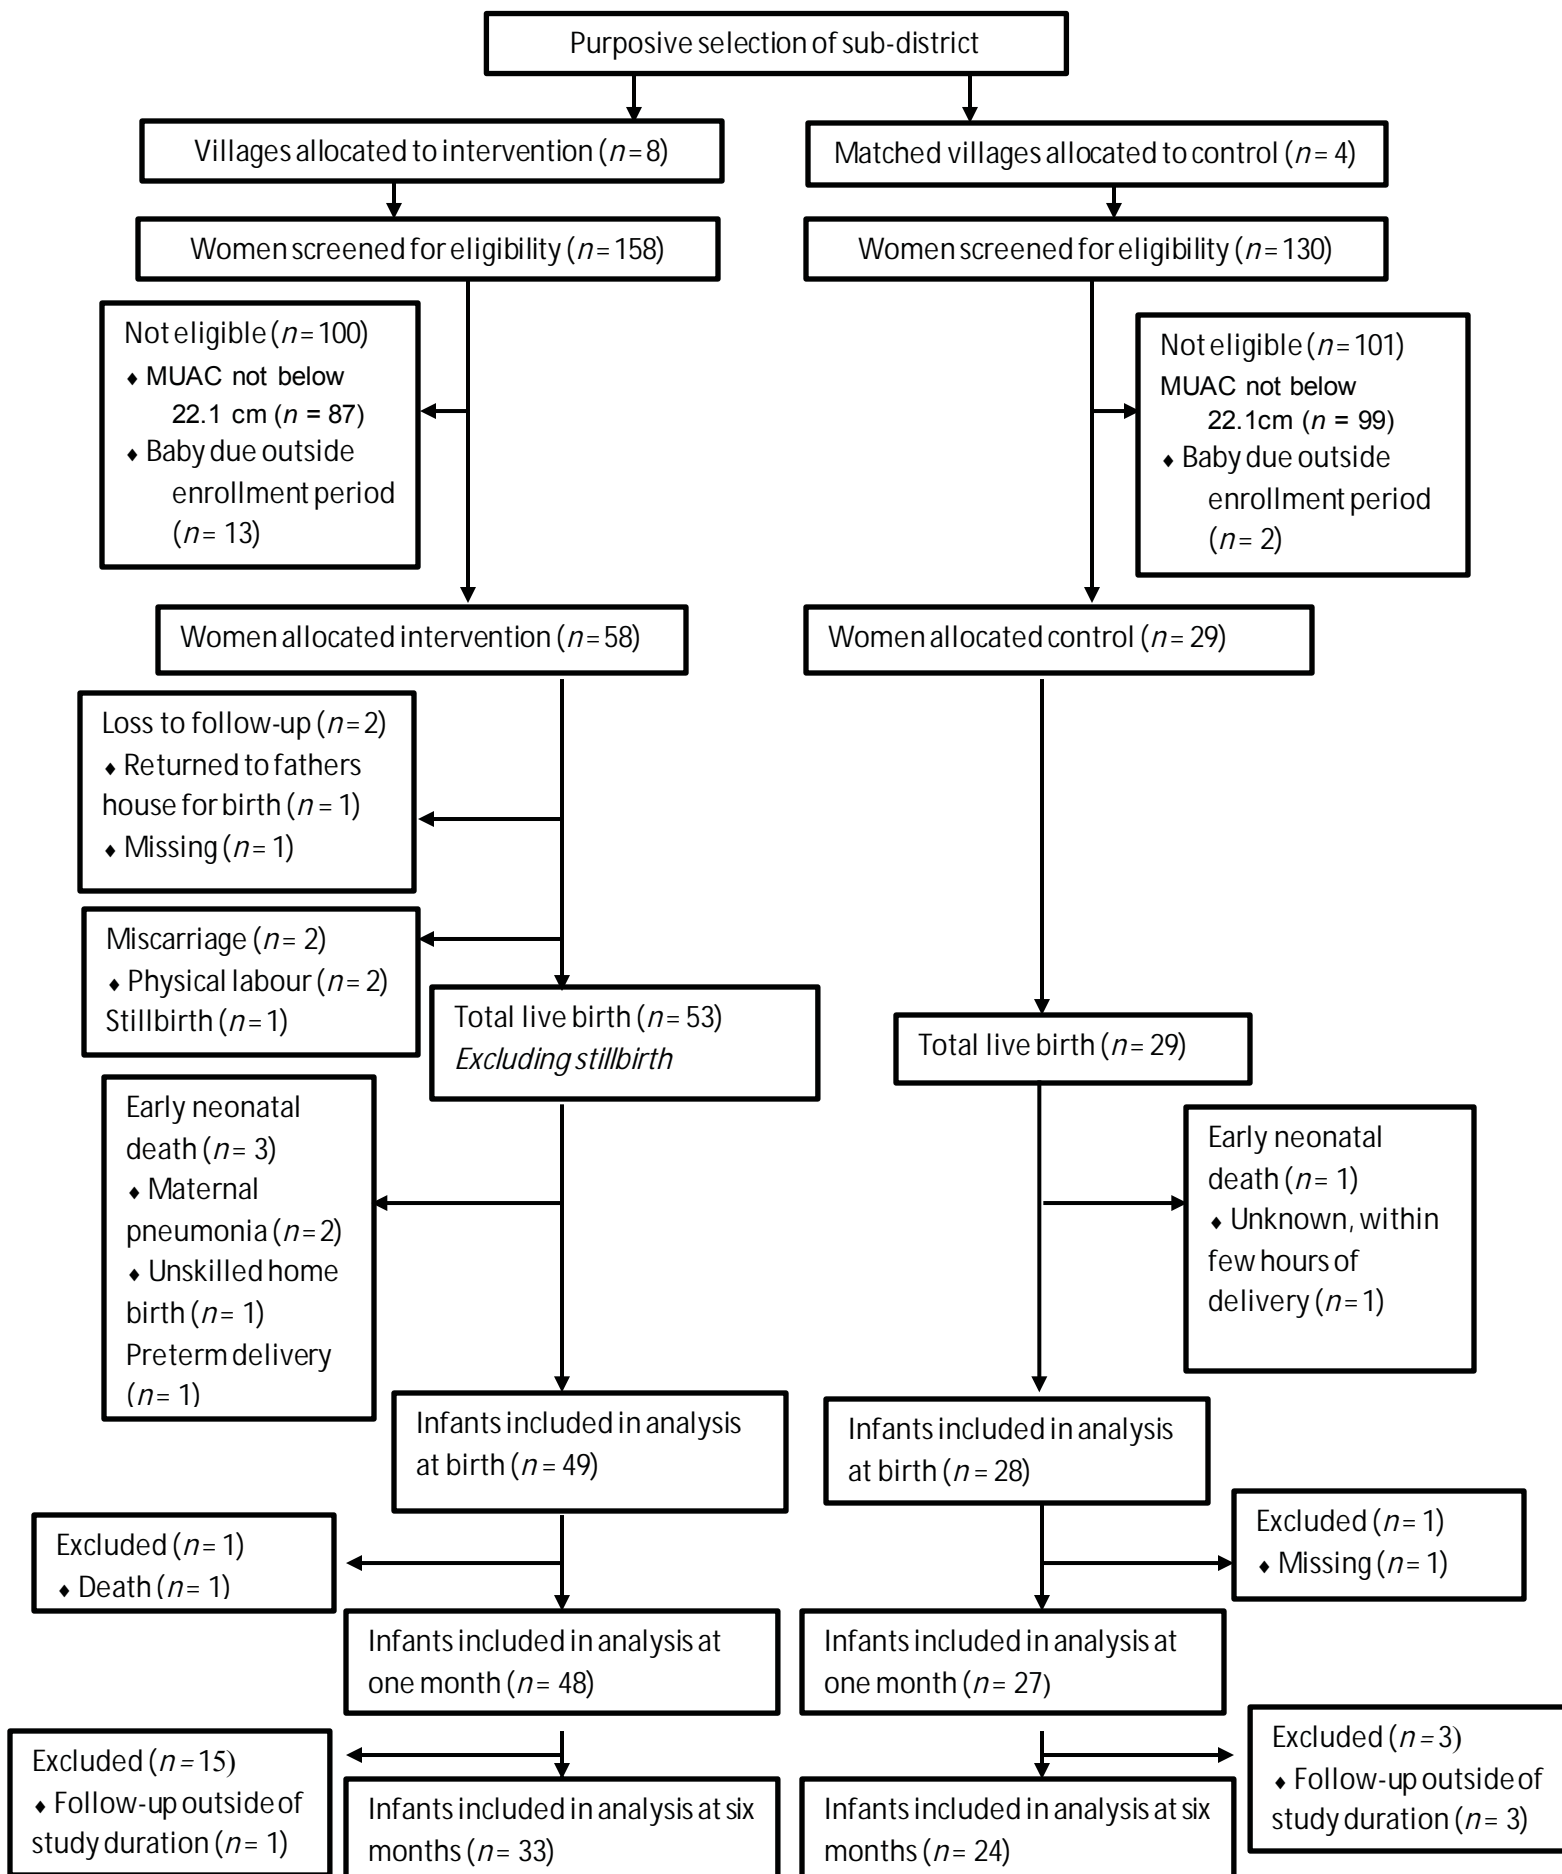 Purposive selection of sub-district
Villages allocated to intervention (n=8)
Matched villages allocated to control (n= 4)
Women screened for eligibility (n=158)
Women screened for eligibility (n=130)
Not eligible (n=100)
♦ MUAC not below
22.1 cm (n = 87)
♦ Baby due outside
enrollment period
(n= 13)
Not eligible (n=101)
MUAC not below
22.1cm (n = 99)
♦ Baby due outside
enrollment period
(n= 2)
Women allocated intervention (n=58)
Women allocated control (n= 29)
Loss to follow-up (n=2)
♦ Returned to fathers
house for birth (n= 1)
♦ Missing (n=1)
Miscarriage (n= 2)
♦ Physical labour (n=2)
Stillbirth (n=1)
Total live birth (n= 53)
Excluding stillbirth
Total live birth (n= 29)
Early neonatal
death (n= 3)
♦ Maternal
pneumonia (n=2)
♦ Unskilled home
birth (n= 1)
Preterm delivery
(n= 1)
Early neonatal
death (n= 1)
♦ Unknown, within
few hours of
delivery (n=1)
Infants included in analysis
at birth (n= 49)
Infants included in analysis
at birth (n= 28)
Excluded (n= 1)
♦ Death (n= 1)
Excluded (n= 1)
♦ Missing (n= 1)
Infants included in analysis at
one month (n= 48)
Infants included in analysis at
one month (n= 27)
Excluded (n=15)
♦ Follow-up outside of
study duration (n= 1)
Excluded (n=3)
♦ Follow-up outside of
study duration (n= 3)
Infants included in analysis at six
months (n= 33)
Infants included in analysis at six
months (n= 24)